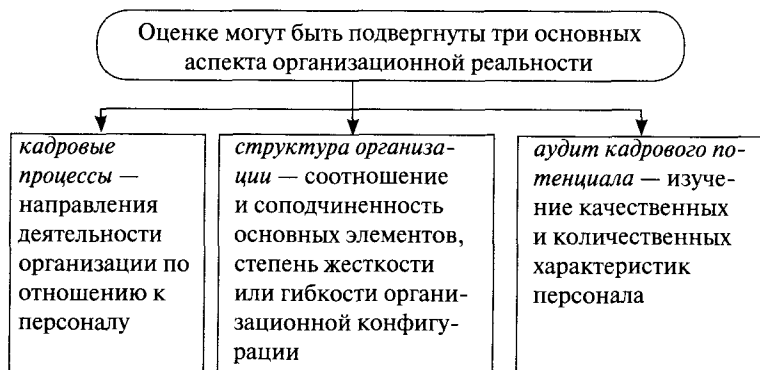 Оценке могут быть подвергнуты три основных
аспекта организационной реальности
кадровые
процессы —
направления
деятельности
организации по
отношению к
персоналу
структура организа-
ции — соотношение
и соподчиненность
основных элементов,
степень жесткости
или гибкости органи-
зационной конфигу-
рации
аудит кадрового по-
тенциала — изуче-
ние качественных
и количественных
характеристик
персонала